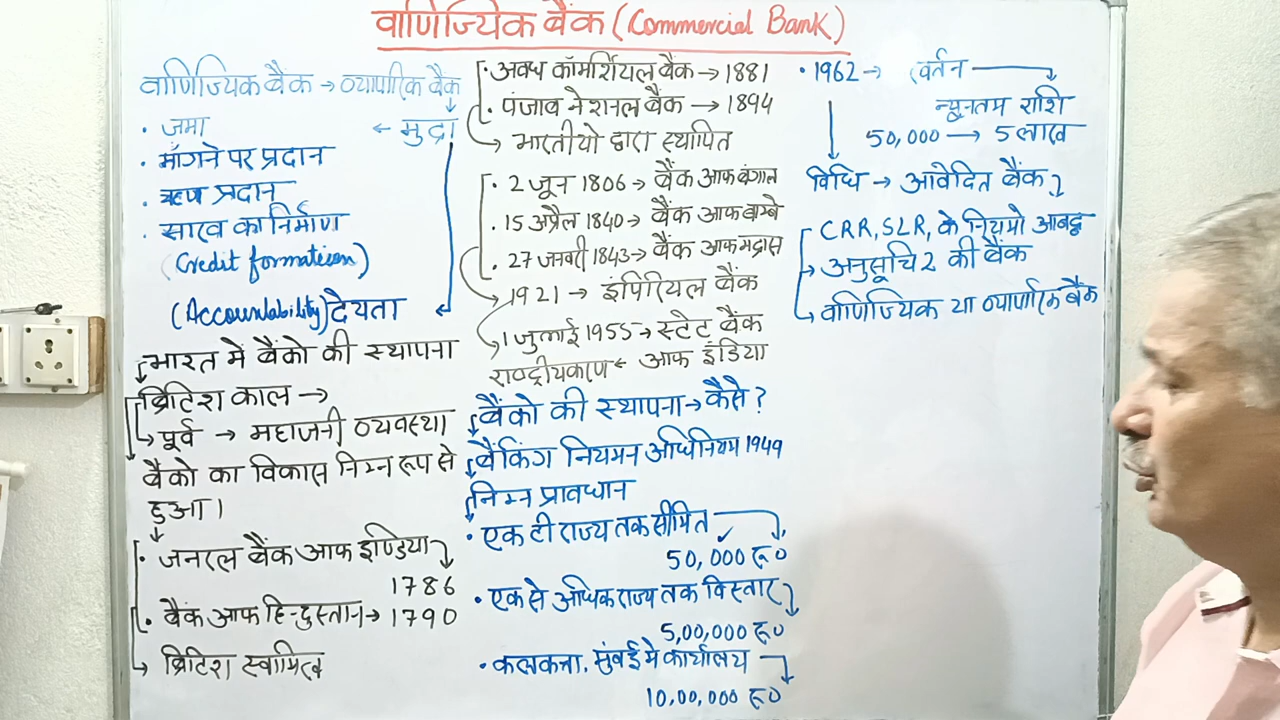 वाणिज्यिक बैंक (Commercial Bank)
वाणिज्यिक बैंक → व्यापारिक बैंक
· जमा ← मुद्रा
· माँगने पर प्रदान
· ऋण प्रदान
· साख का निर्माण
(Credit formation)
(Accountability) देयता
भारत मे बैंको की स्थापना
ब्रिटिश काल →
पूर्व → महाजनी व्यवस्था
बैंको का विकास निम्न रूप से
हुआ।
· जनरल बैंक आफ इण्डिया
1786
· बैंक आफ हिन्दुस्तान → 1790
→ ब्रिटिश स्वामित्व
· अवध कॉमर्शियल बैंक → 1881
· पंजाब नेशनल बैंक → 1894
→ भारतीयो द्वारा स्थापित
· 2 जून 1806 → बैंक आफ बंगाल
· 15 अप्रैल 1840 → बैंक आफ बाम्बे
· 27 जनवरी 1843 → बैंक आफ मद्रास
→ 1921 → इंपिरियल बैंक
→ 1 जुलाई 1955 → स्टेट बैंक
राष्ट्रीयकरण ← आफ इंडिया
बैंको की स्थापना → कैसे?
बैंकिंग नियमन अधिनियम 1949
निम्न प्रावधान
· एक ही राज्य तक सीमित
50,000 रू०
· एक से अधिक राज्य तक विस्तार
5,00,000 रू०
· कलकत्ता, मुंबई मे कार्यालय
10,00,000 रू०
· 1962 → वर्तन
न्यूनतम राशि
50,000 → 5 लाख
विधि → आवेदित बैंक
CRR, SLR, के नियमो आबद्ध
→ अनुसूचि 2 की बैंक
→ वाणिज्यिक या व्यापारिक बैंक